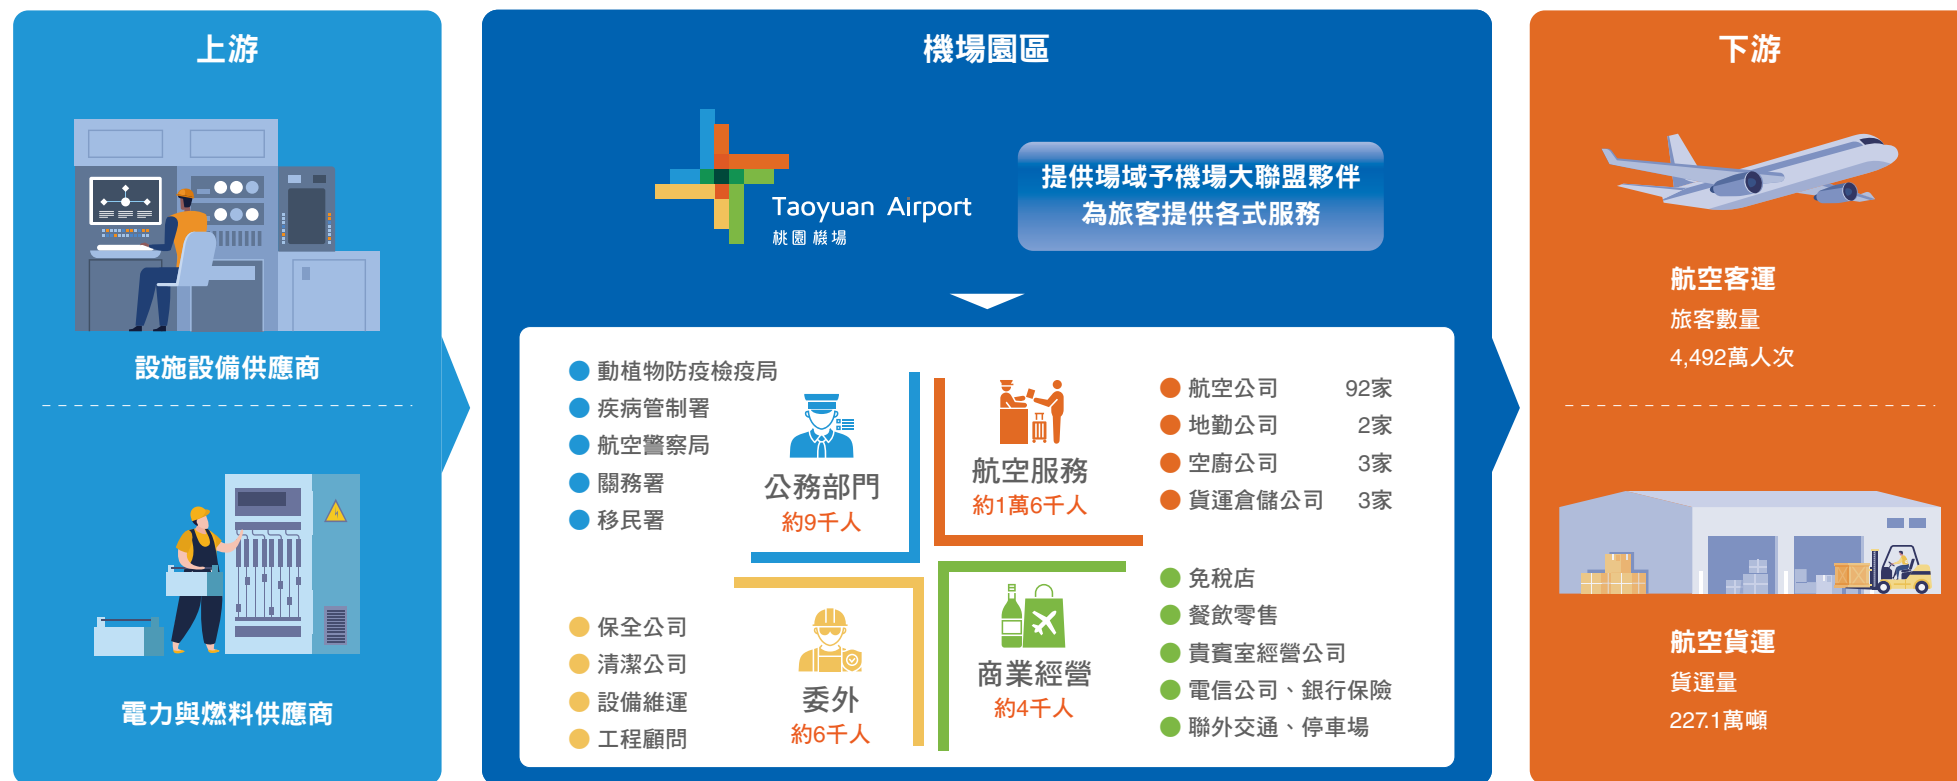 上游
設施設備供應商
電力與燃料供應商
機場園區
Taoyuan Airport
桃園機場
提供場域予機場大聯盟夥伴
為旅客提供各式服務
動植物防疫檢疫局
疾病管制署
航空警察局
關務署
移民署
公務部門
約9千人
航空服務
約1萬6千人
航空公司 92家
地勤公司 2家
空廚公司 3家
貨運倉儲公司 3家
保全公司
清潔公司
設備維運
工程顧問
委外
約6千人
商業經營
約4千人
免稅店
餐飲零售
貴賓室經營公司
電信公司、銀行保險
聯外交通、停車場
下游
航空客運
旅客數量
4,492萬人次
航空貨運
貨運量
227.1萬噸